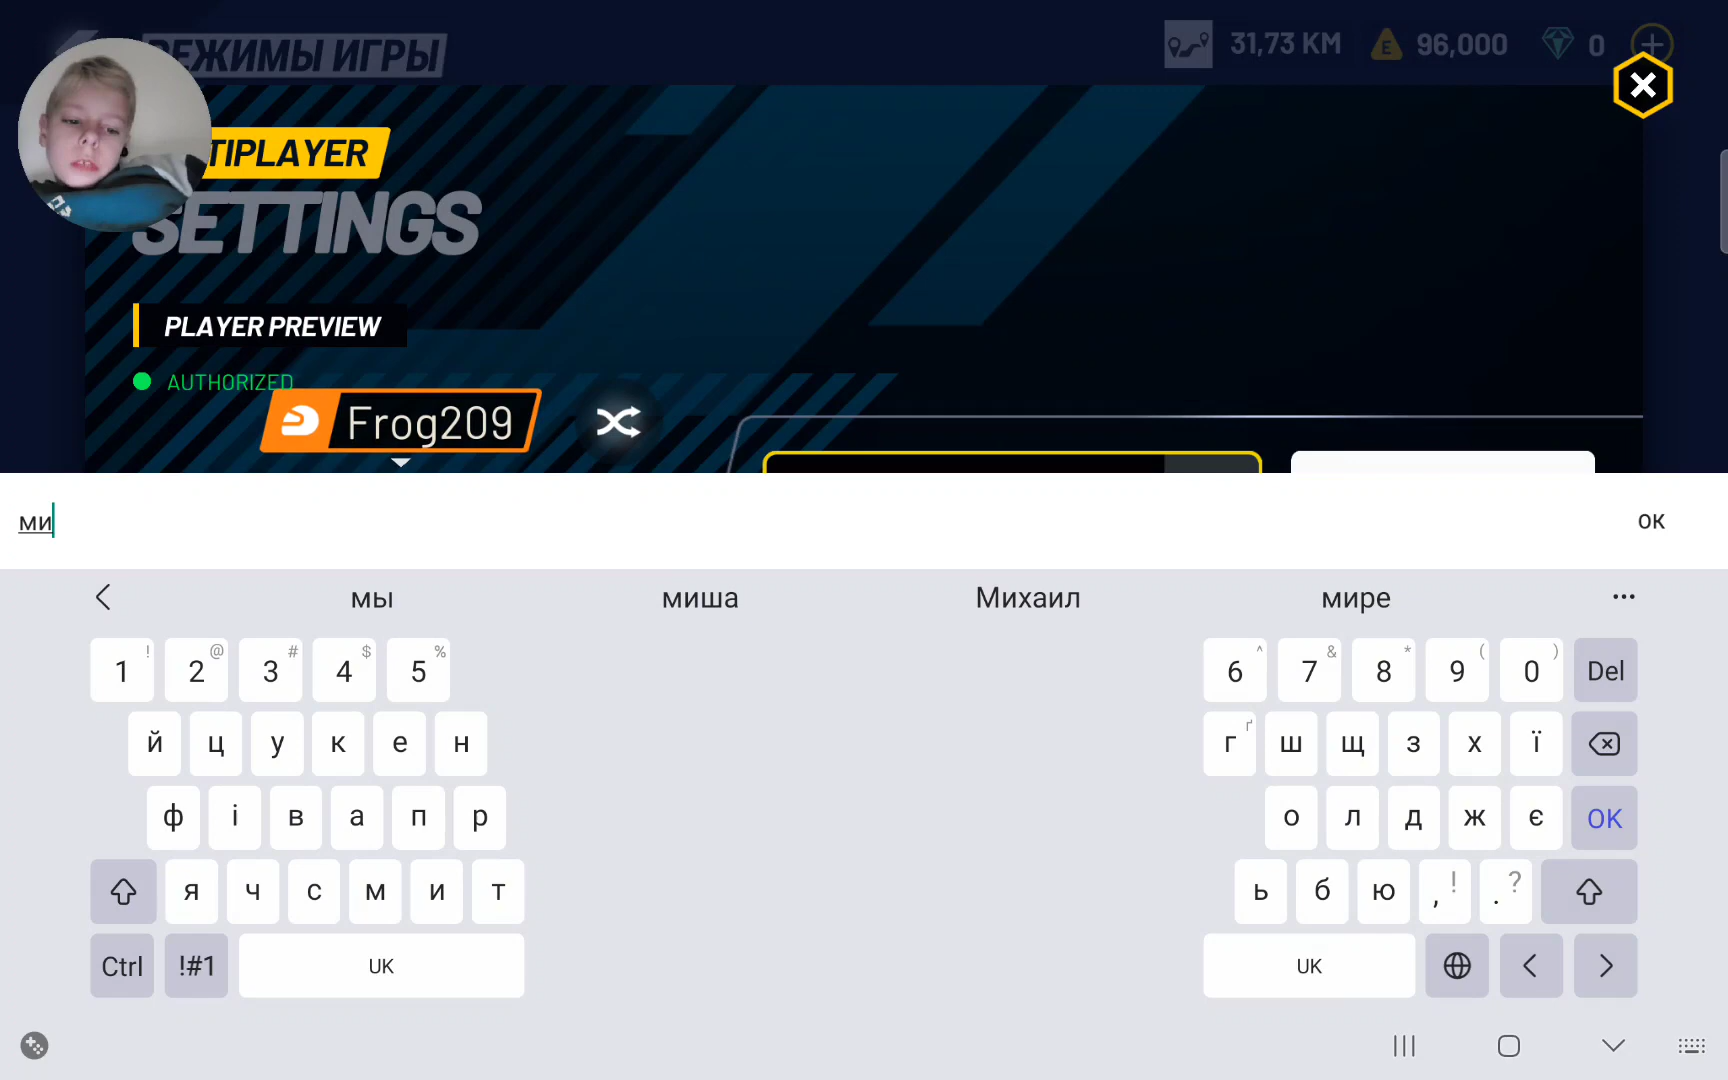 РЕЖИМЫ ИГРЫ
31,73 KM
E
96,000
0
TIPLAYER
SETTINGS
PLAYER PREVIEW
AUTHORIZED
Frog209
ми
ок
мы миша Михаил мире ...
1 ! 2 @ 3 # 4 $ 5 % 6 ^ 7 & 8 * 9 ( 0 ) Del
й ц у к е н г ґ ш щ з х ї
ф і в а п р о л д ж є OK
я ч с м и т ь б ю , ! . ?
Ctrl !#1 UK UK